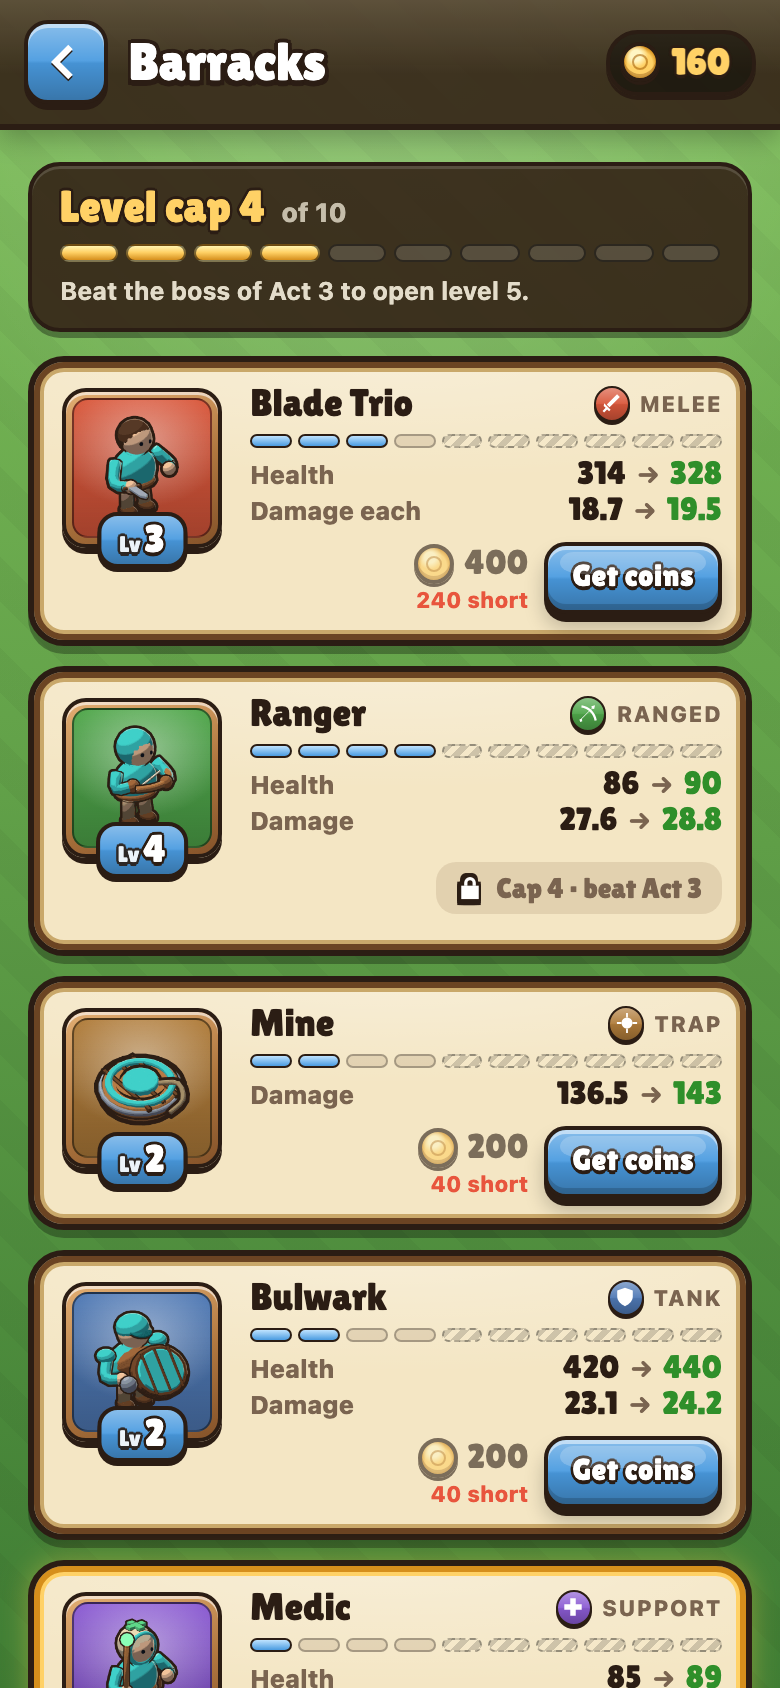 Barracks
160
Level cap 4 of 10
Beat the boss of Act 3 to open level 5.
Blade Trio
MELEE
Health 314 → 328
Damage each 18.7 → 19.5
Lv 3
400
240 short
Get coins
Ranger
RANGED
Health 86 → 90
Damage 27.6 → 28.8
Lv 4
Cap 4 · beat Act 3
Mine
TRAP
Damage 136.5 → 143
Lv 2
200
40 short
Get coins
Bulwark
TANK
Health 420 → 440
Damage 23.1 → 24.2
Lv 2
200
40 short
Get coins
Medic
SUPPORT
Health 85 → 89